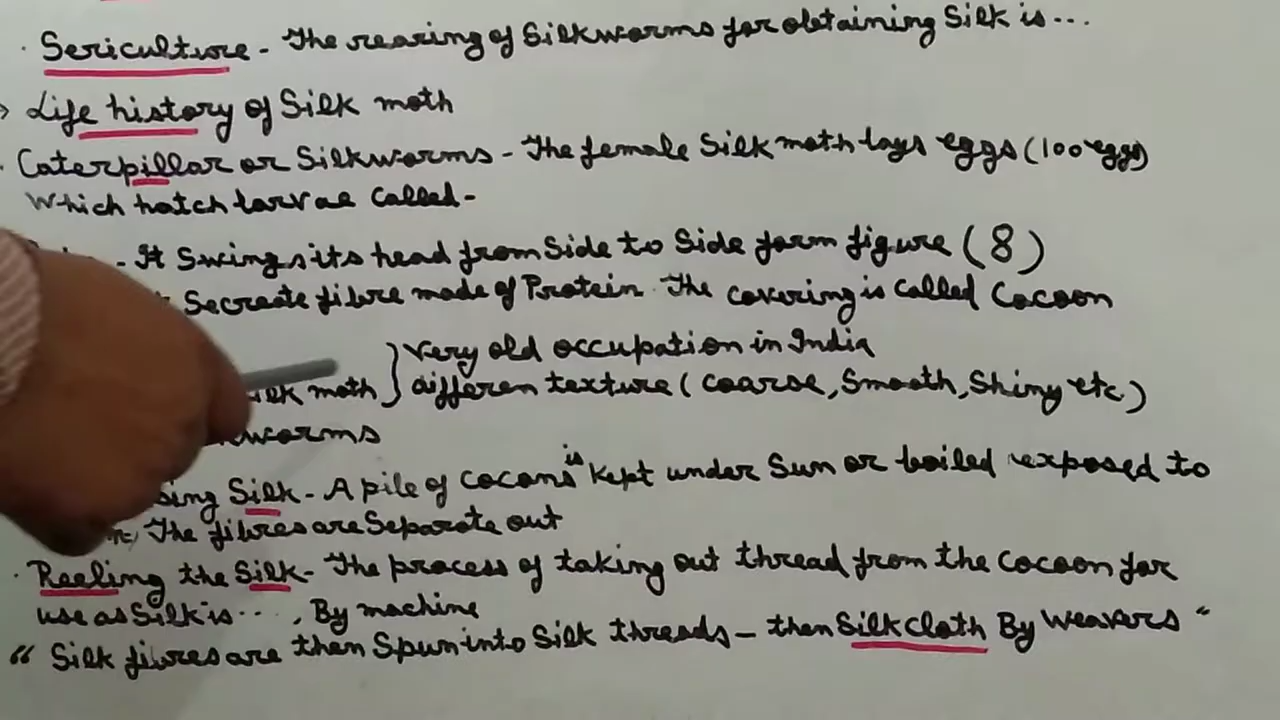 · Sericulture - The rearing of Silkworms for obtaining Silk is...
Life history of Silk moth
· Caterpillar or Silkworms - The female Silk moth lays eggs (100 eggs)
Which hatch larvae called-
- It Swings its head from Side to Side form figure (8)
Secreate fibre made of Protein. The covering is called Cocoon
} Very old occupation in India
moth } differen texture (coarse, Smooth, Shiny etc)
Silk - A pile of cocons is kept under Sun or boiled exposed to
The fibres are Separate out
· Reeling the Silk - The process of taking out thread from the Cocoon for
use as Silk is...., By machine
“ Silk fibres are then Spun into Silk threads - then Silk cloth By Weavers “